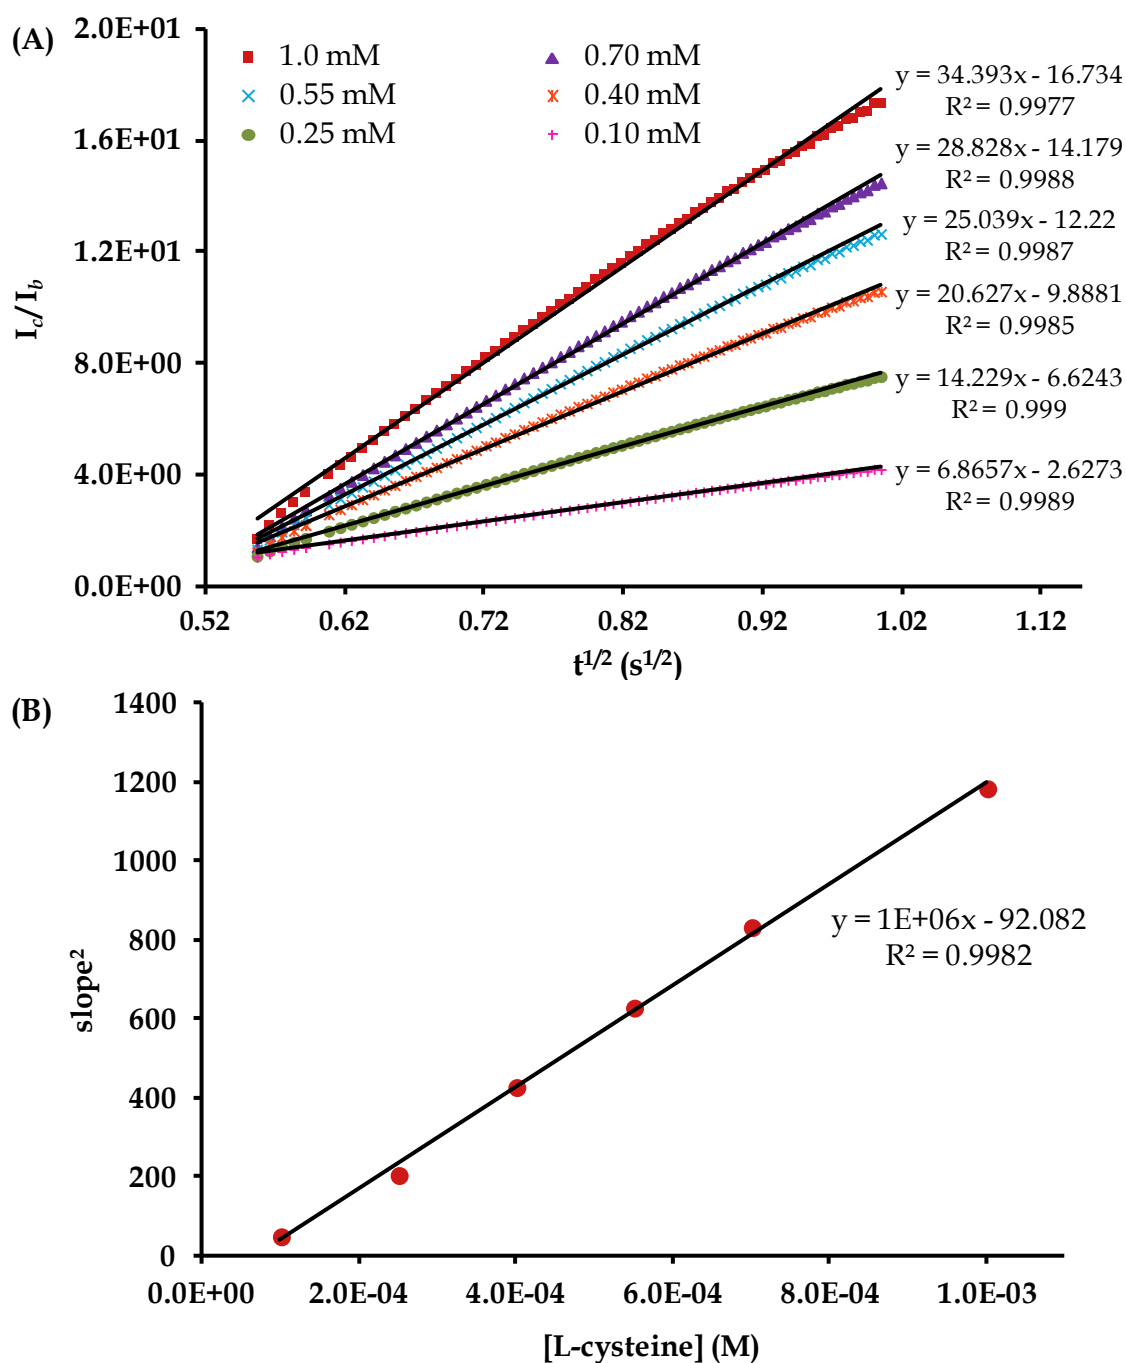 (A)
2.0E+01
1.6E+01
1.2E+01
8.0E+00
4.0E+00
0.0E+00
I_c/I_b
1.0 mM
0.70 mM
0.55 mM
0.40 mM
0.25 mM
0.10 mM
y = 34.393x - 16.734
R² = 0.9977
y = 28.828x - 14.179
R² = 0.9988
y = 25.039x - 12.22
R² = 0.9987
y = 20.627x - 9.8881
R² = 0.9985
y = 14.229x - 6.6243
R² = 0.999
y = 6.8657x - 2.6273
R² = 0.9989
0.52 0.62 0.72 0.82 0.92 1.02 1.12
t^1/2 (s^1/2)
(B)
1400
1200
1000
800
600
400
200
0
slope²
y = 1E+06x - 92.082
R² = 0.9982
0.0E+00 2.0E-04 4.0E-04 6.0E-04 8.0E-04 1.0E-03
[L-cysteine] (M)